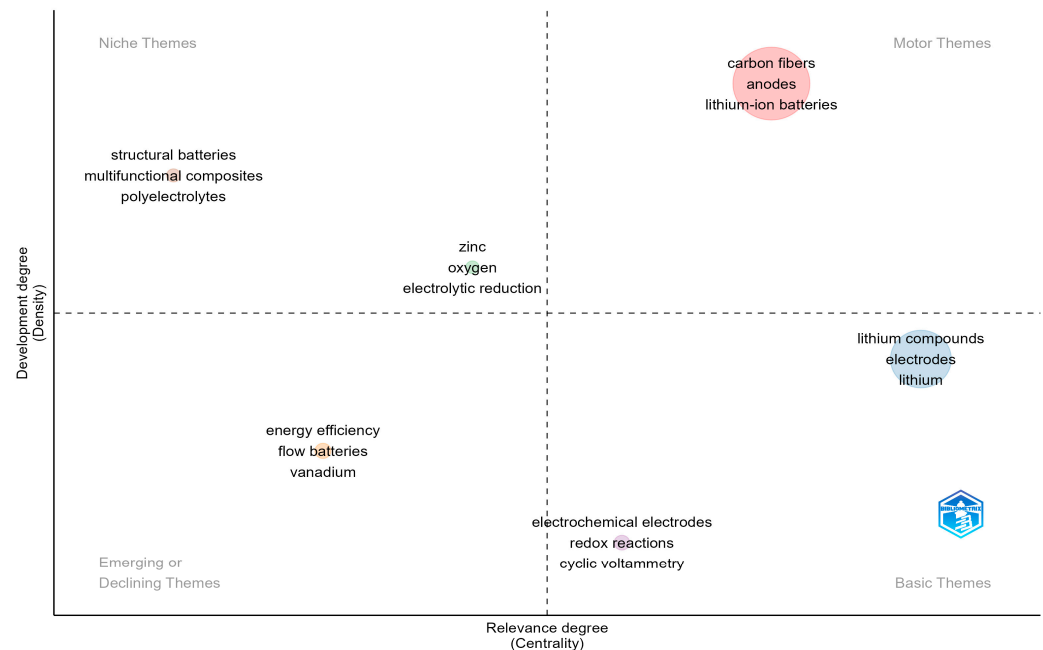 Niche Themes
Motor Themes
carbon fibers
anodes
lithium-ion batteries
structural batteries
multifunctional composites
polyelectrolytes
zinc
oxygen
electrolytic reduction
Development degree
(Density)
lithium compounds
electrodes
lithium
energy efficiency
flow batteries
vanadium
BIBLIOMETRIX
electrochemical electrodes
redox reactions
cyclic voltammetry
Emerging or
Declining Themes
Basic Themes
Relevance degree
(Centrality)